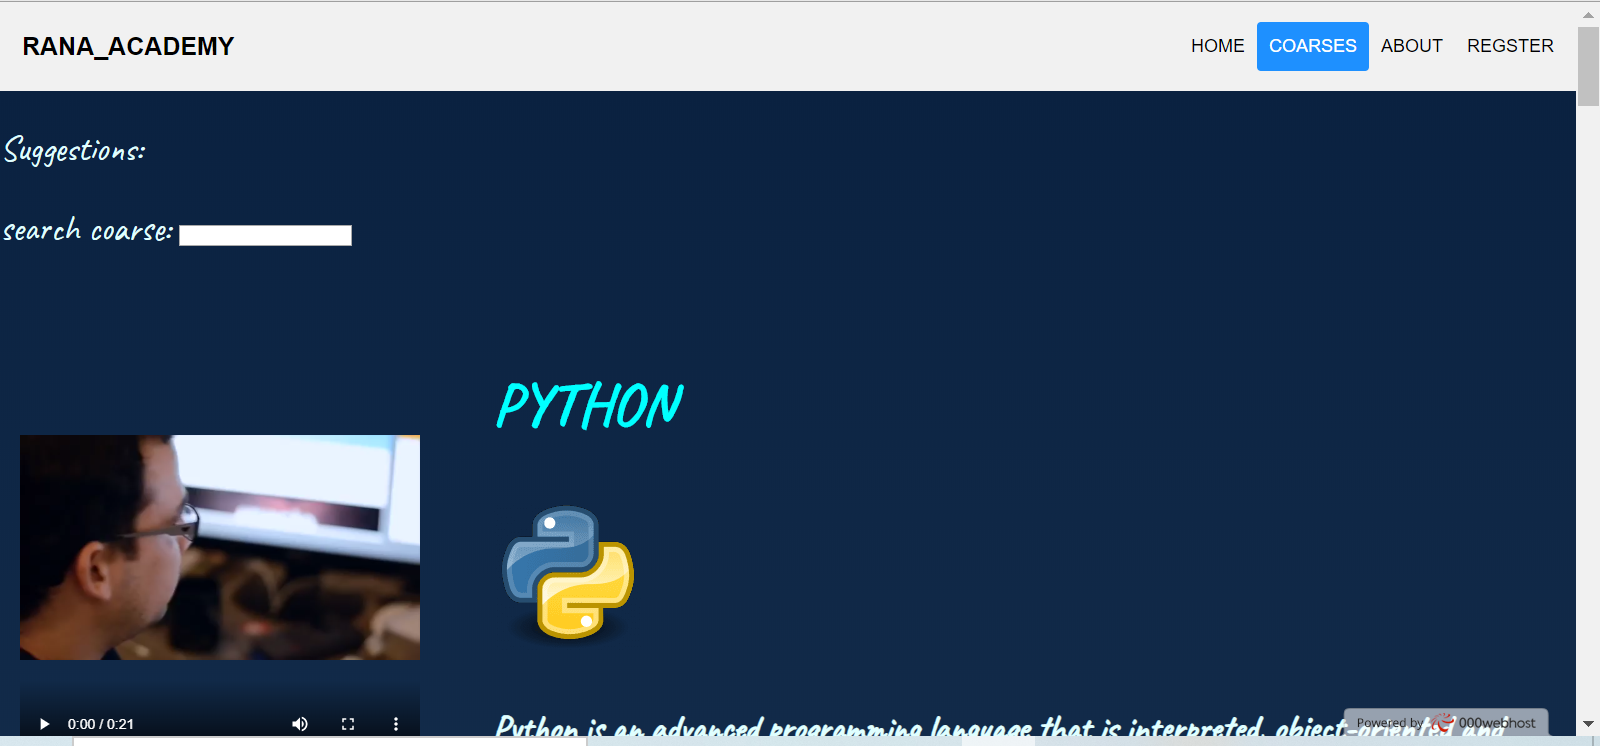 RANA_ACADEMY HOME COARSES ABOUT REGSTER
Suggestions:
search coarse:
PYTHON
0:00 / 0:21
Python is an advanced programming language that is interpreted, object-oriented and
Powered by 000webhost